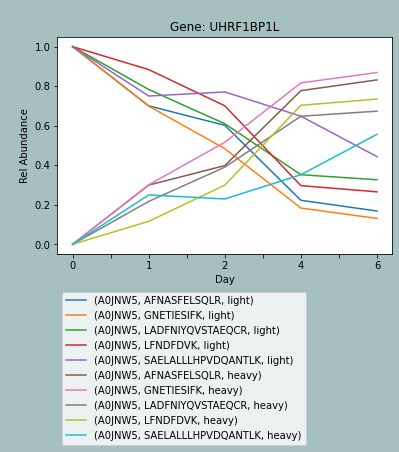 Gene: UHRF1BP1L
1.0
0.8
0.6
0.4
0.2
0.0
Rel Abundance
0 1 2 4 6
Day
(A0JNW5, AFNASFELSQLR, light)
(A0JNW5, GNETIESIFK, light)
(A0JNW5, LADFNIYQVSTAEQCR, light)
(A0JNW5, LFNDFDVK, light)
(A0JNW5, SAELALLLHPVDQANTLK, light)
(A0JNW5, AFNASFELSQLR, heavy)
(A0JNW5, GNETIESIFK, heavy)
(A0JNW5, LADFNIYQVSTAEQCR, heavy)
(A0JNW5, LFNDFDVK, heavy)
(A0JNW5, SAELALLLHPVDQANTLK, heavy)